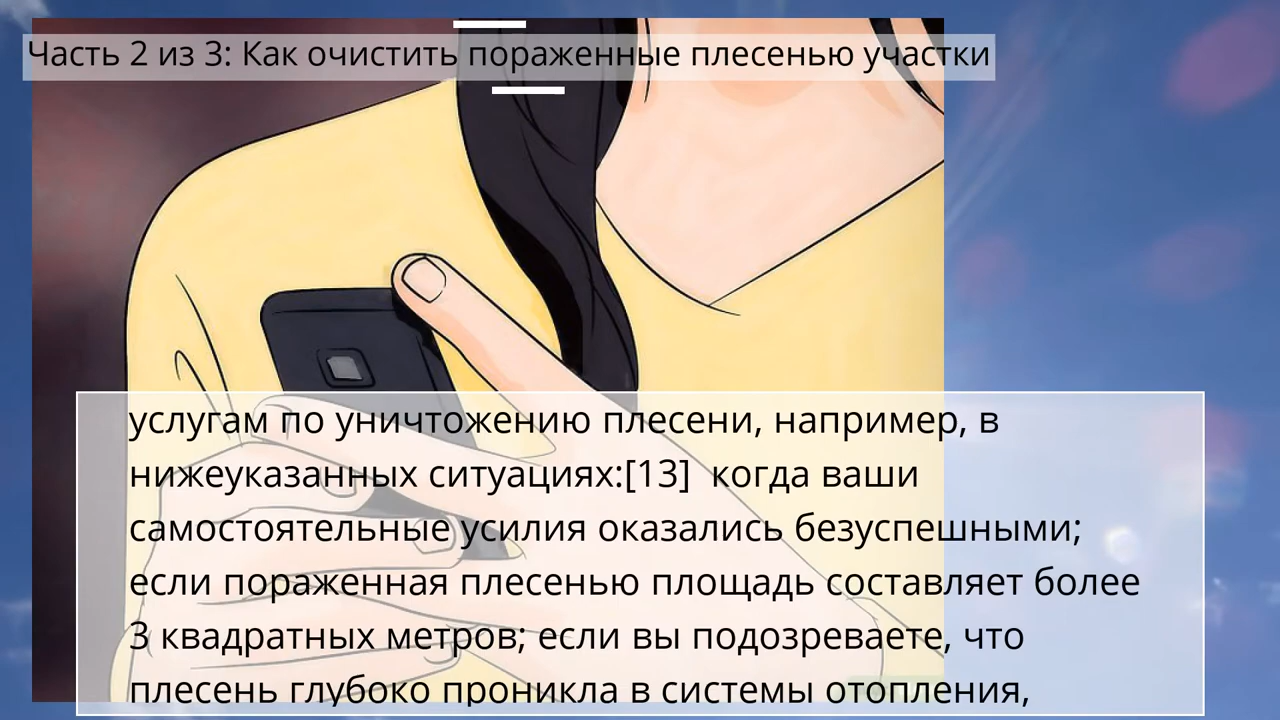 Часть 2 из 3: Как очистить пораженные плесенью участки
услугам по уничтожению плесени, например, в
нижеуказанных ситуациях:[13] когда ваши
самостоятельные усилия оказались безуспешными;
если пораженная плесенью площадь составляет более
3 квадратных метров; если вы подозреваете, что
плесень глубоко проникла в системы отопления,